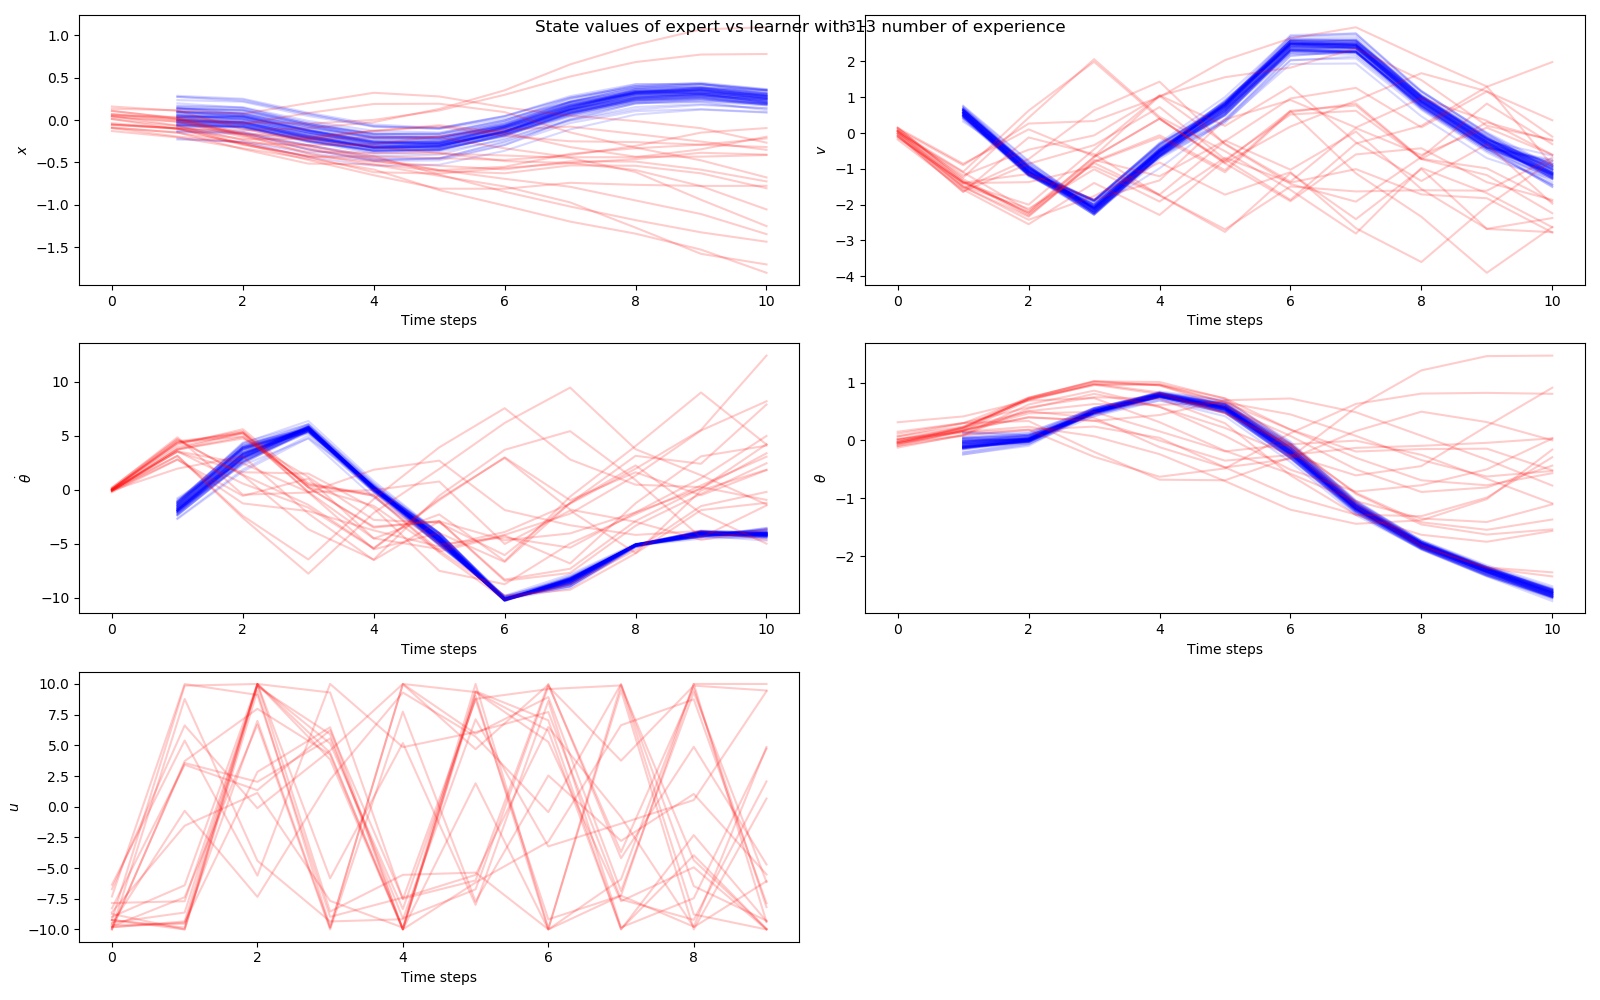 State values of expert vs learner with 13 number of experience
1.0
0.5
0.0
−0.5
−1.0
−1.5
x
0 2 4 6 8 10
Time steps
3
2
1
0
−1
−2
−3
−4
v
0 2 4 6 8 10
Time steps
10
5
0
−5
−10
θ̇
0 2 4 6 8 10
Time steps
1
0
−1
−2
θ
0 2 4 6 8 10
Time steps
10.0
7.5
5.0
2.5
0.0
−2.5
−5.0
−7.5
−10.0
u
0 2 4 6 8
Time steps